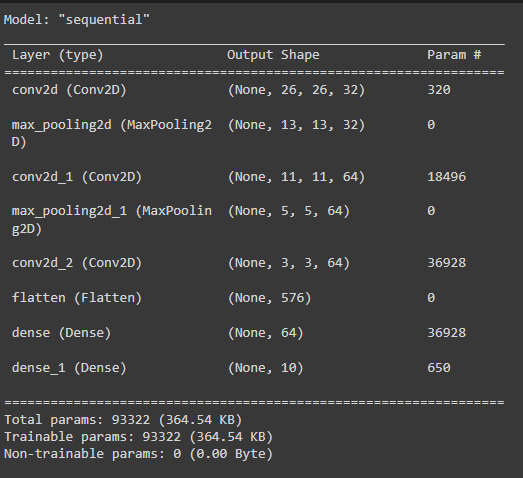 Model: "sequential"
_________________________________________________________________
Layer (type) Output Shape Param #
=================================================================
conv2d (Conv2D) (None, 26, 26, 32) 320
max_pooling2d (MaxPooling2 (None, 13, 13, 32) 0
D)
conv2d_1 (Conv2D) (None, 11, 11, 64) 18496
max_pooling2d_1 (MaxPoolin (None, 5, 5, 64) 0
g2D)
conv2d_2 (Conv2D) (None, 3, 3, 64) 36928
flatten (Flatten) (None, 576) 0
dense (Dense) (None, 64) 36928
dense_1 (Dense) (None, 10) 650
=================================================================
Total params: 93322 (364.54 KB)
Trainable params: 93322 (364.54 KB)
Non-trainable params: 0 (0.00 Byte)